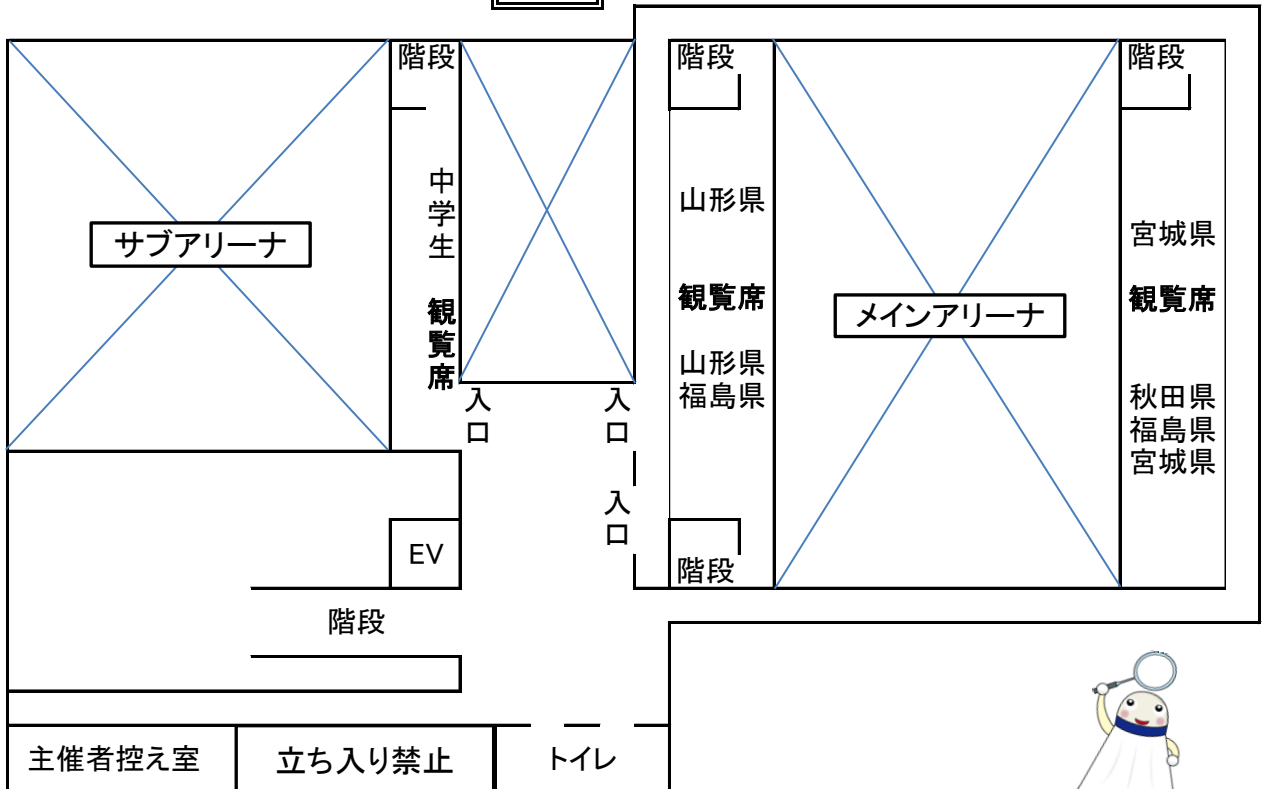 階段
階段
階段
中学生 観覧席
山形県
宮城県
サブアリーナ
観覧席
観覧席
メインアリーナ
山形県
福島県
秋田県
福島県
宮城県
入口
入口
入口
EV
階段
階段
主催者控え室
立ち入り禁止
トイレ